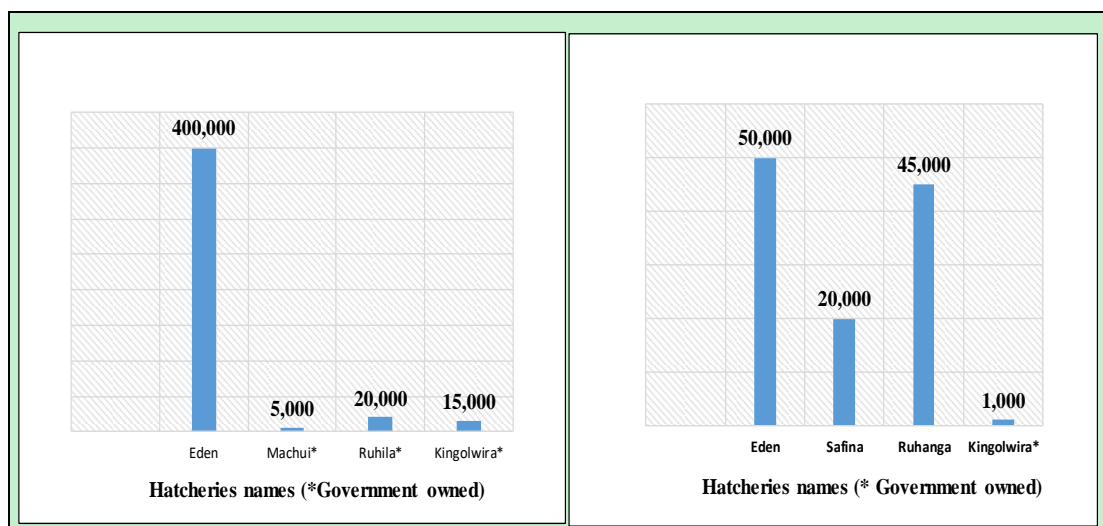 400,000
5,000
20,000
15,000
Eden Machui* Ruhila* Kingolwira*
Hatcheries names (*Government owned)
50,000
20,000
45,000
1,000
Eden Safina Ruhanga Kingolwira*
Hatcheries names (* Government owned)